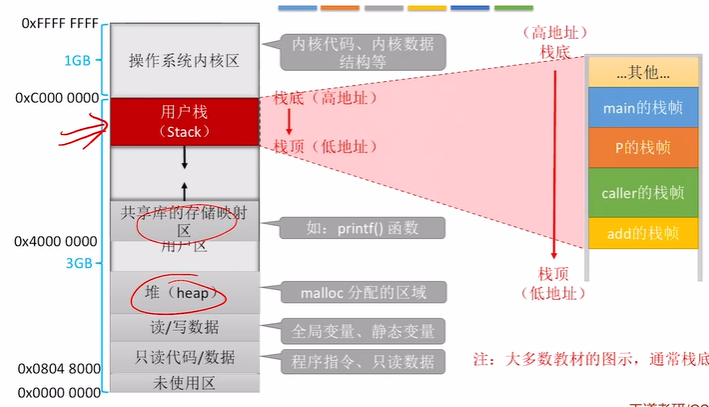 0xFFFF FFFF
1GB
操作系统内核区
内核代码、内核数据
结构等
0xC000 0000
用户栈
（Stack）
栈底（高地址）
栈顶（低地址）
（高地址）
栈底
...其他...
main的栈帧
P的栈帧
caller的栈帧
add的栈帧
栈顶
（低地址）
共享库的存储映射
区
如：printf() 函数
0x4000 0000
用户区
3GB
堆（heap）
malloc 分配的区域
读/写数据
全局变量、静态变量
只读代码/数据
程序指令、只读数据
0x0804 8000
未使用区
0x0000 0000
注：大多数教材的图示，通常栈底